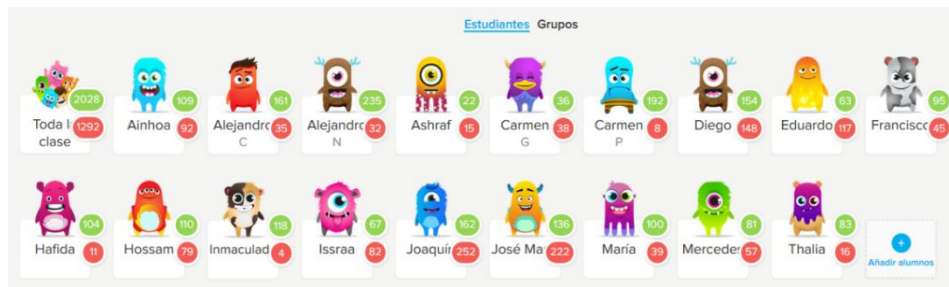 Estudiantes Grupos
2028 109 161 235 22 36 192 154 63 95
Toda l 1292 Ainhoa 92 Alejandro 35 Alejandro 32 Ashraf 15 Carmen 38 Carmen 8 Diego 148 Eduardo 117 Francisco 45
clase C N G P
104 110 118 67 162 136 100 81 83
Hafida 11 Hossam 79 Inmaculad 4 Issraa 82 Joaquín 252 José Ma 222 María 39 Mercedes 57 Thalia 16
+
Añadir alumnos